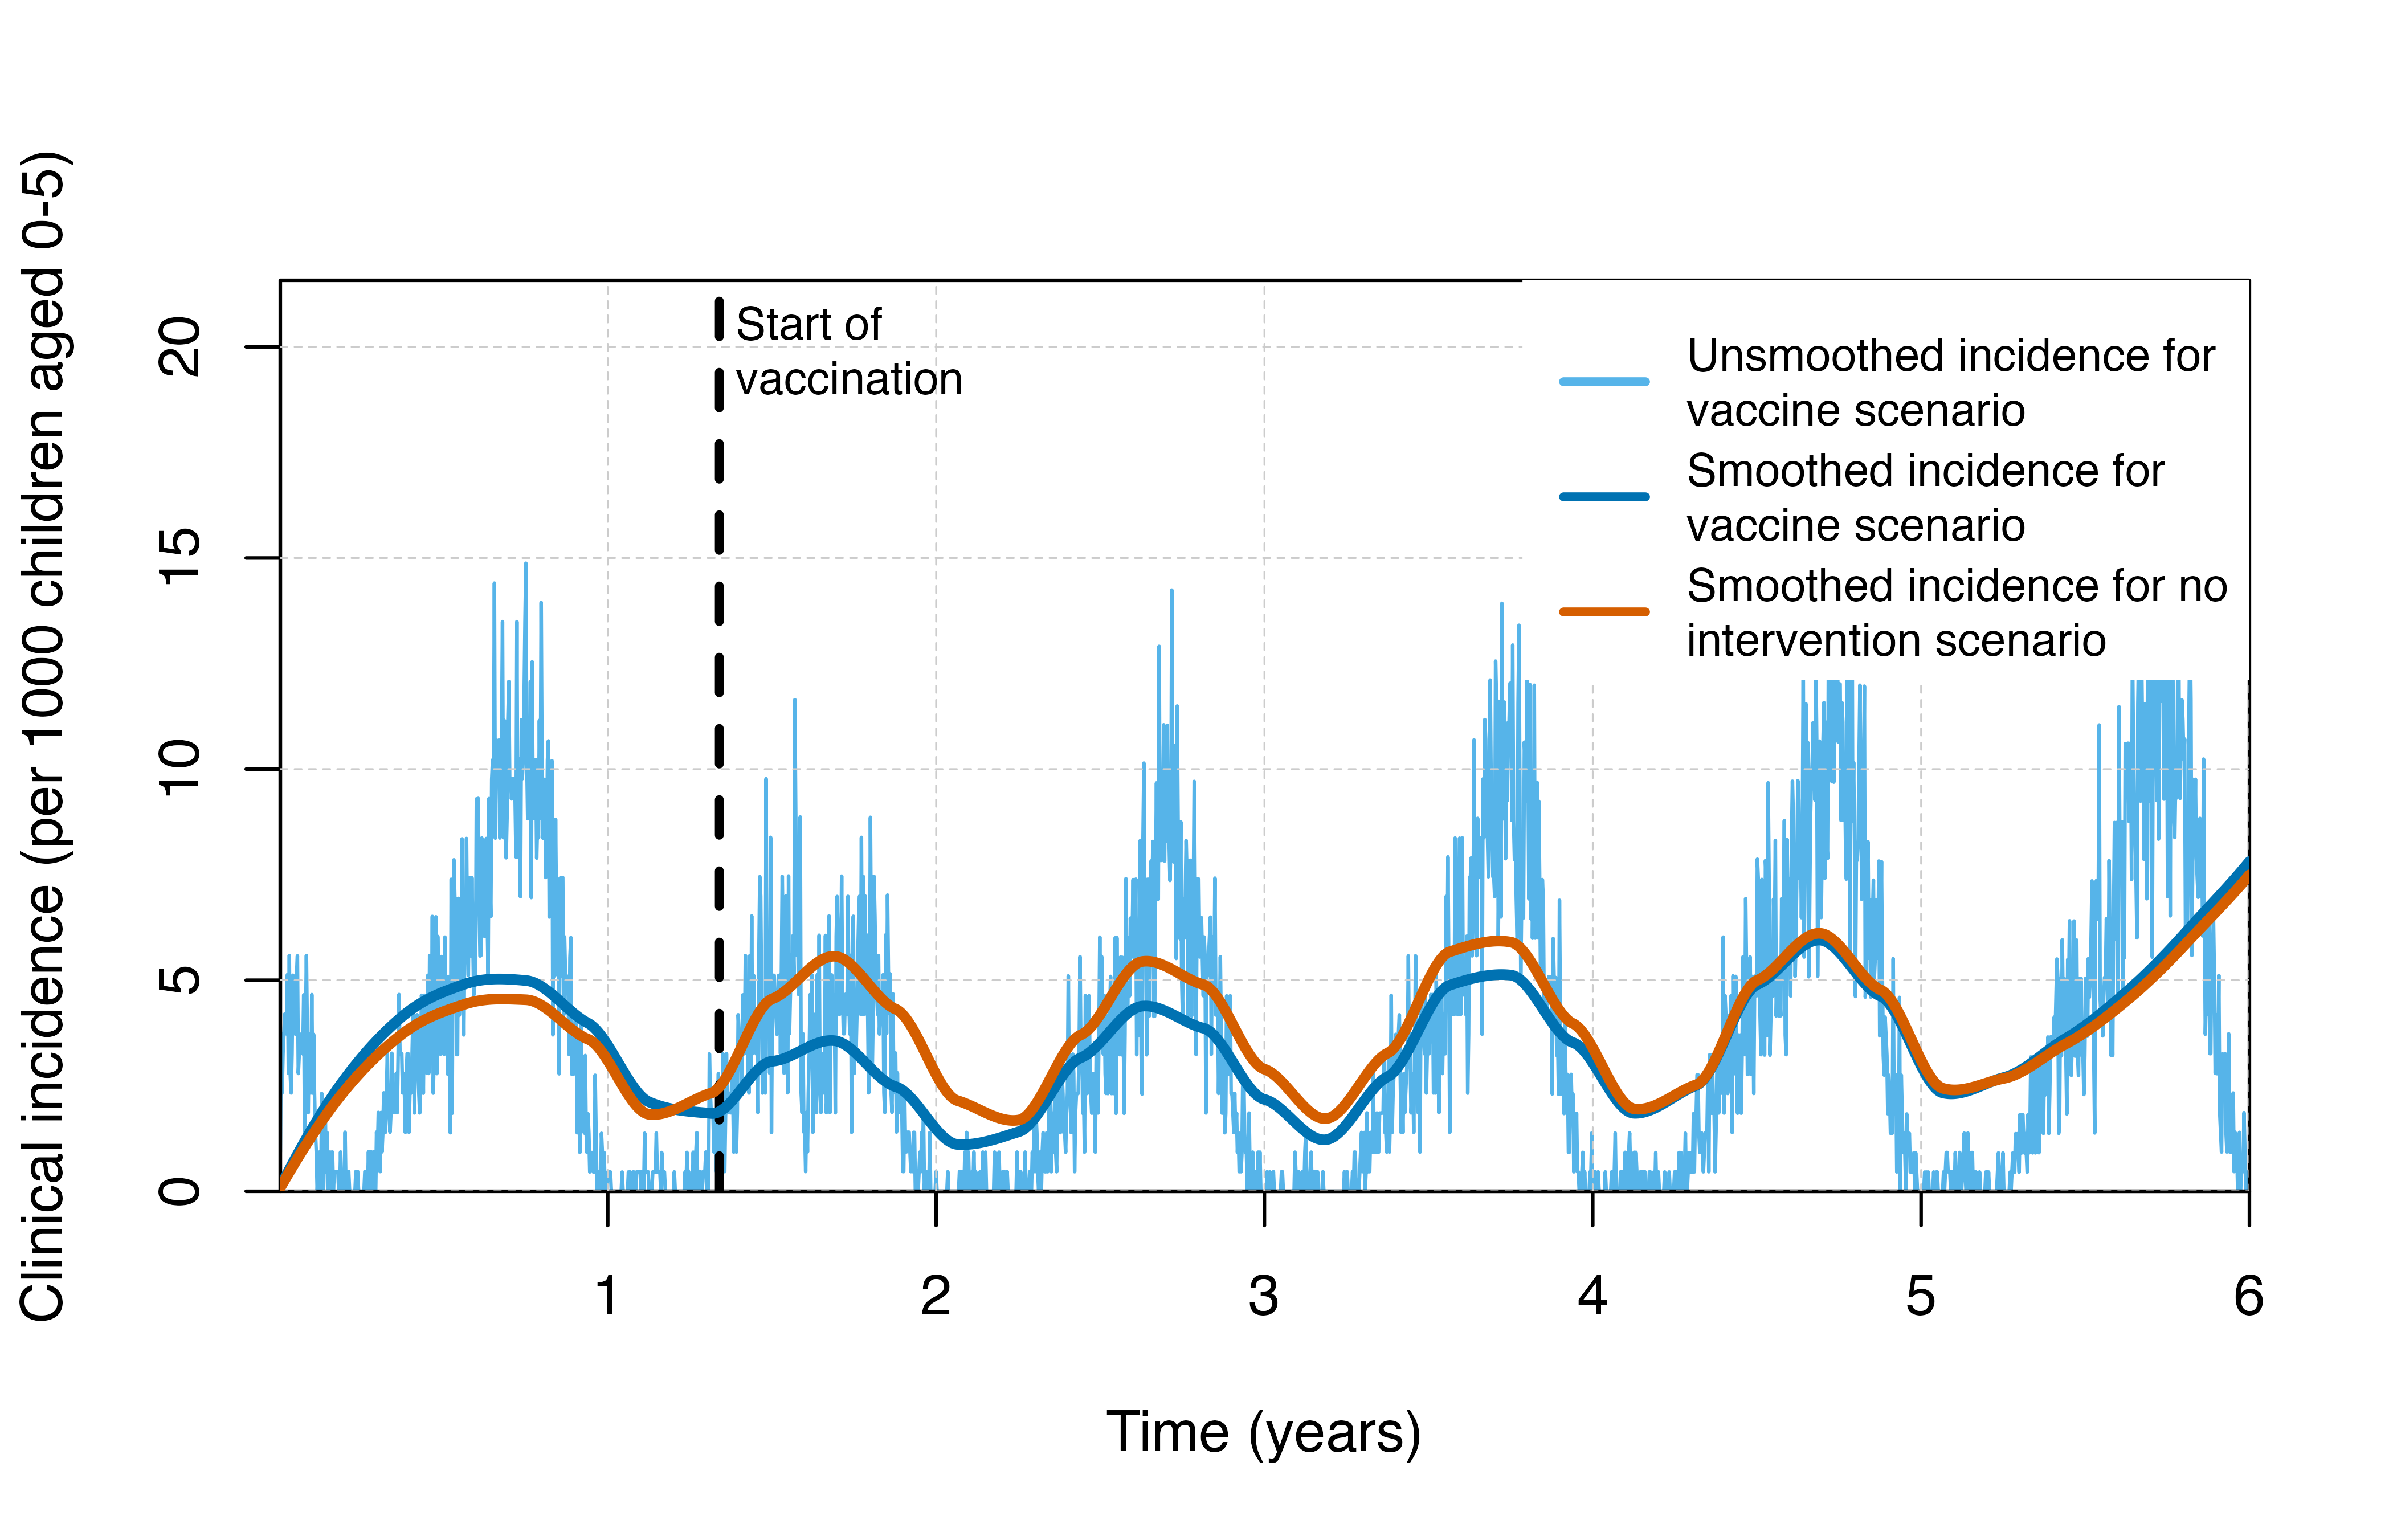 Clinical incidence (per 1000 children aged 0-5)
20
15
10
5
0
Start of
vaccination
Unsmoothed incidence for
vaccine scenario
Smoothed incidence for
vaccine scenario
Smoothed incidence for no
intervention scenario
1 2 3 4 5 6
Time (years)